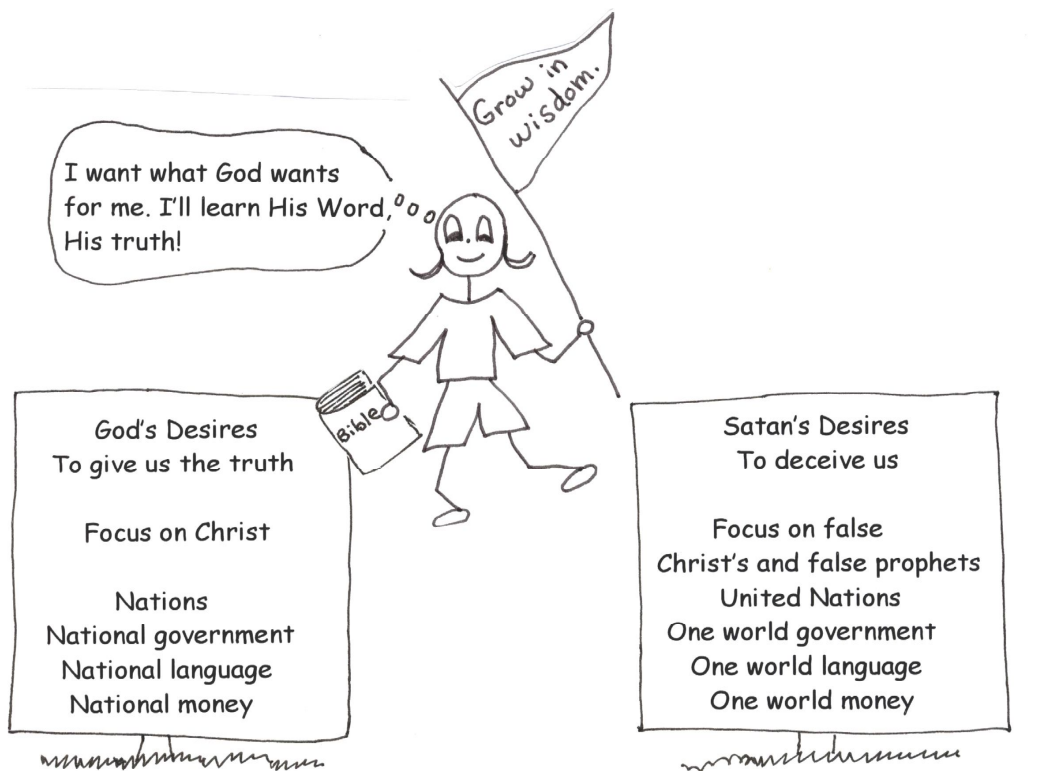 Grow in
wisdom.
I want what God wants
for me. I'll learn His Word,
His truth!
Bible
God's Desires
To give us the truth
Focus on Christ
Nations
National government
National language
National money
Satan's Desires
To deceive us
Focus on false
Christ's and false prophets
United Nations
One world government
One world language
One world money